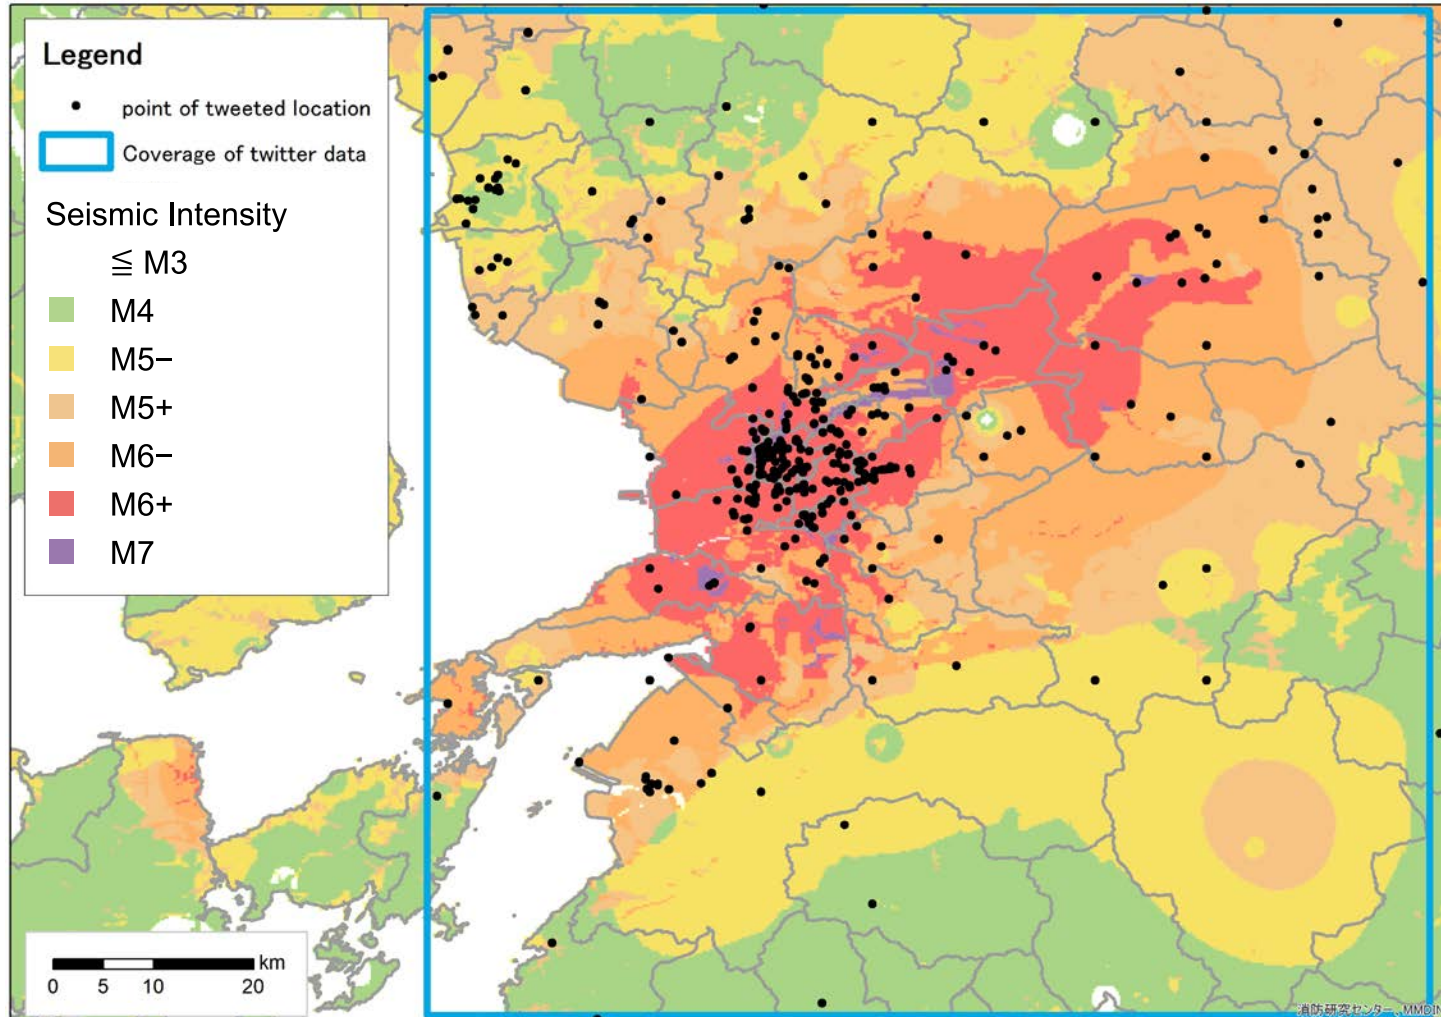 Legend
point of tweeted location
Coverage of twitter data
Seismic Intensity
≦ M3
M4
M5−
M5+
M6−
M6+
M7
km
0 5 10 20
消防研究センター、MMDIN